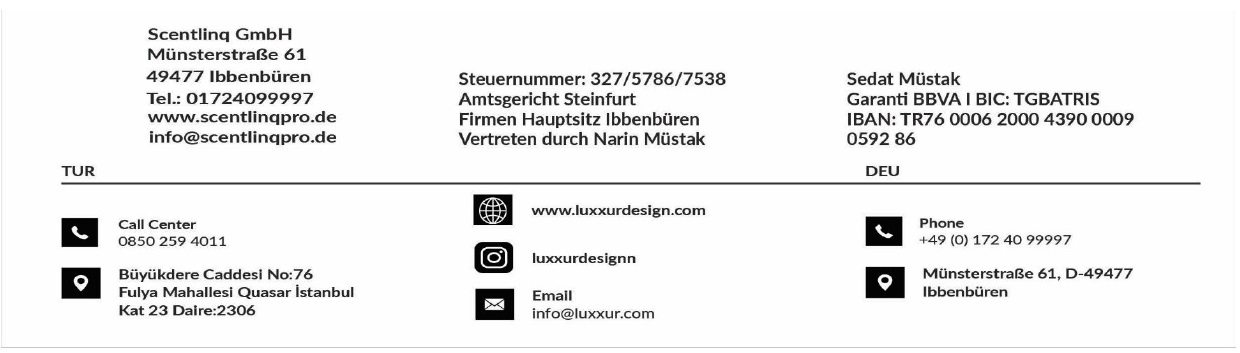 Scentlinq GmbH
Münsterstraße 61
49477 Ibbenbüren
Tel.: 01724099997
www.scentlinqpro.de
info@scentlinqpro.de
Steuernummer: 327/5786/7538
Amtsgericht Steinfurt
Firmen Hauptsitz Ibbenbüren
Vertreten durch Narin Müstak
Sedat Müstak
Garanti BBVA I BIC: TGBATRIS
IBAN: TR76 0006 2000 4390 0009
0592 86
TUR
DEU
Call Center
0850 259 4011
Büyükdere Caddesi No:76
Fulya Mahallesi Quasar İstanbul
Kat 23 Daire:2306
www.luxxurdesign.com
luxxurdesignn
Email
info@luxxur.com
Phone
+49 (0) 172 40 99997
Münsterstraße 61, D-49477
Ibbenbüren